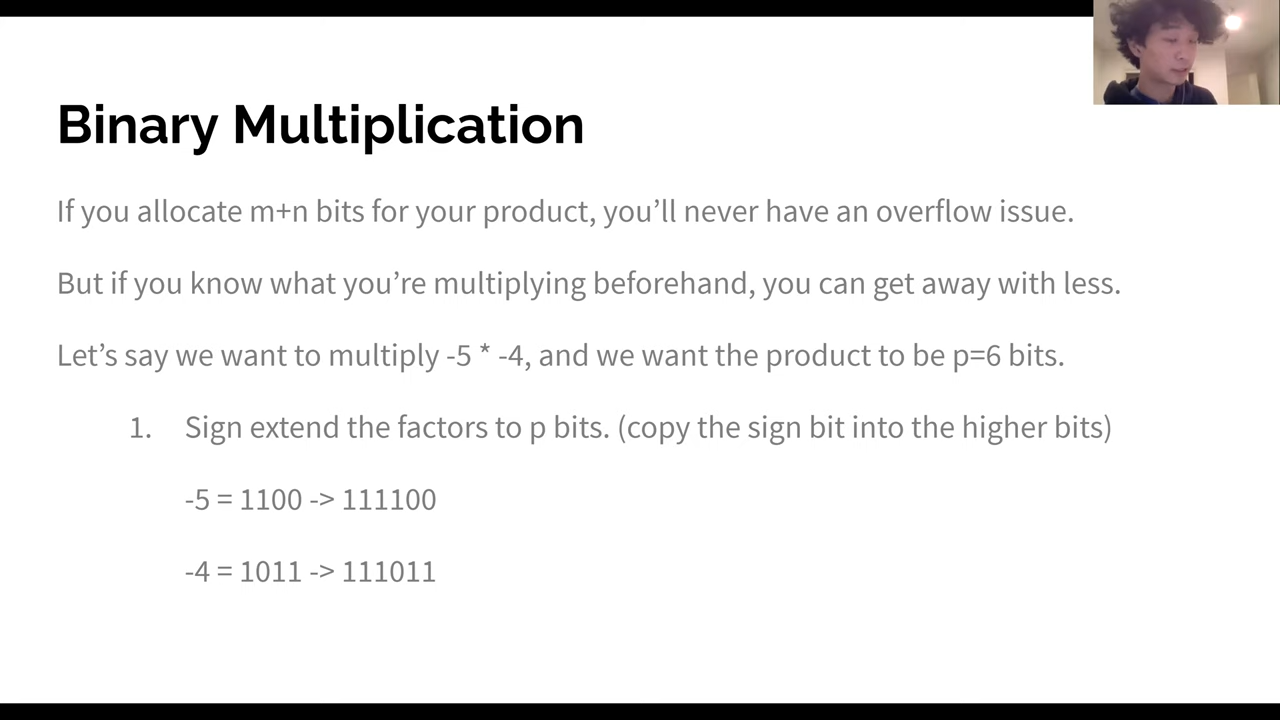 Binary Multiplication
If you allocate m+n bits for your product, you’ll never have an overflow issue.
But if you know what you’re multiplying beforehand, you can get away with less.
Let’s say we want to multiply -5 * -4, and we want the product to be p=6 bits.
1. Sign extend the factors to p bits. (copy the sign bit into the higher bits)
-5 = 1100 -> 111100
-4 = 1011 -> 111011